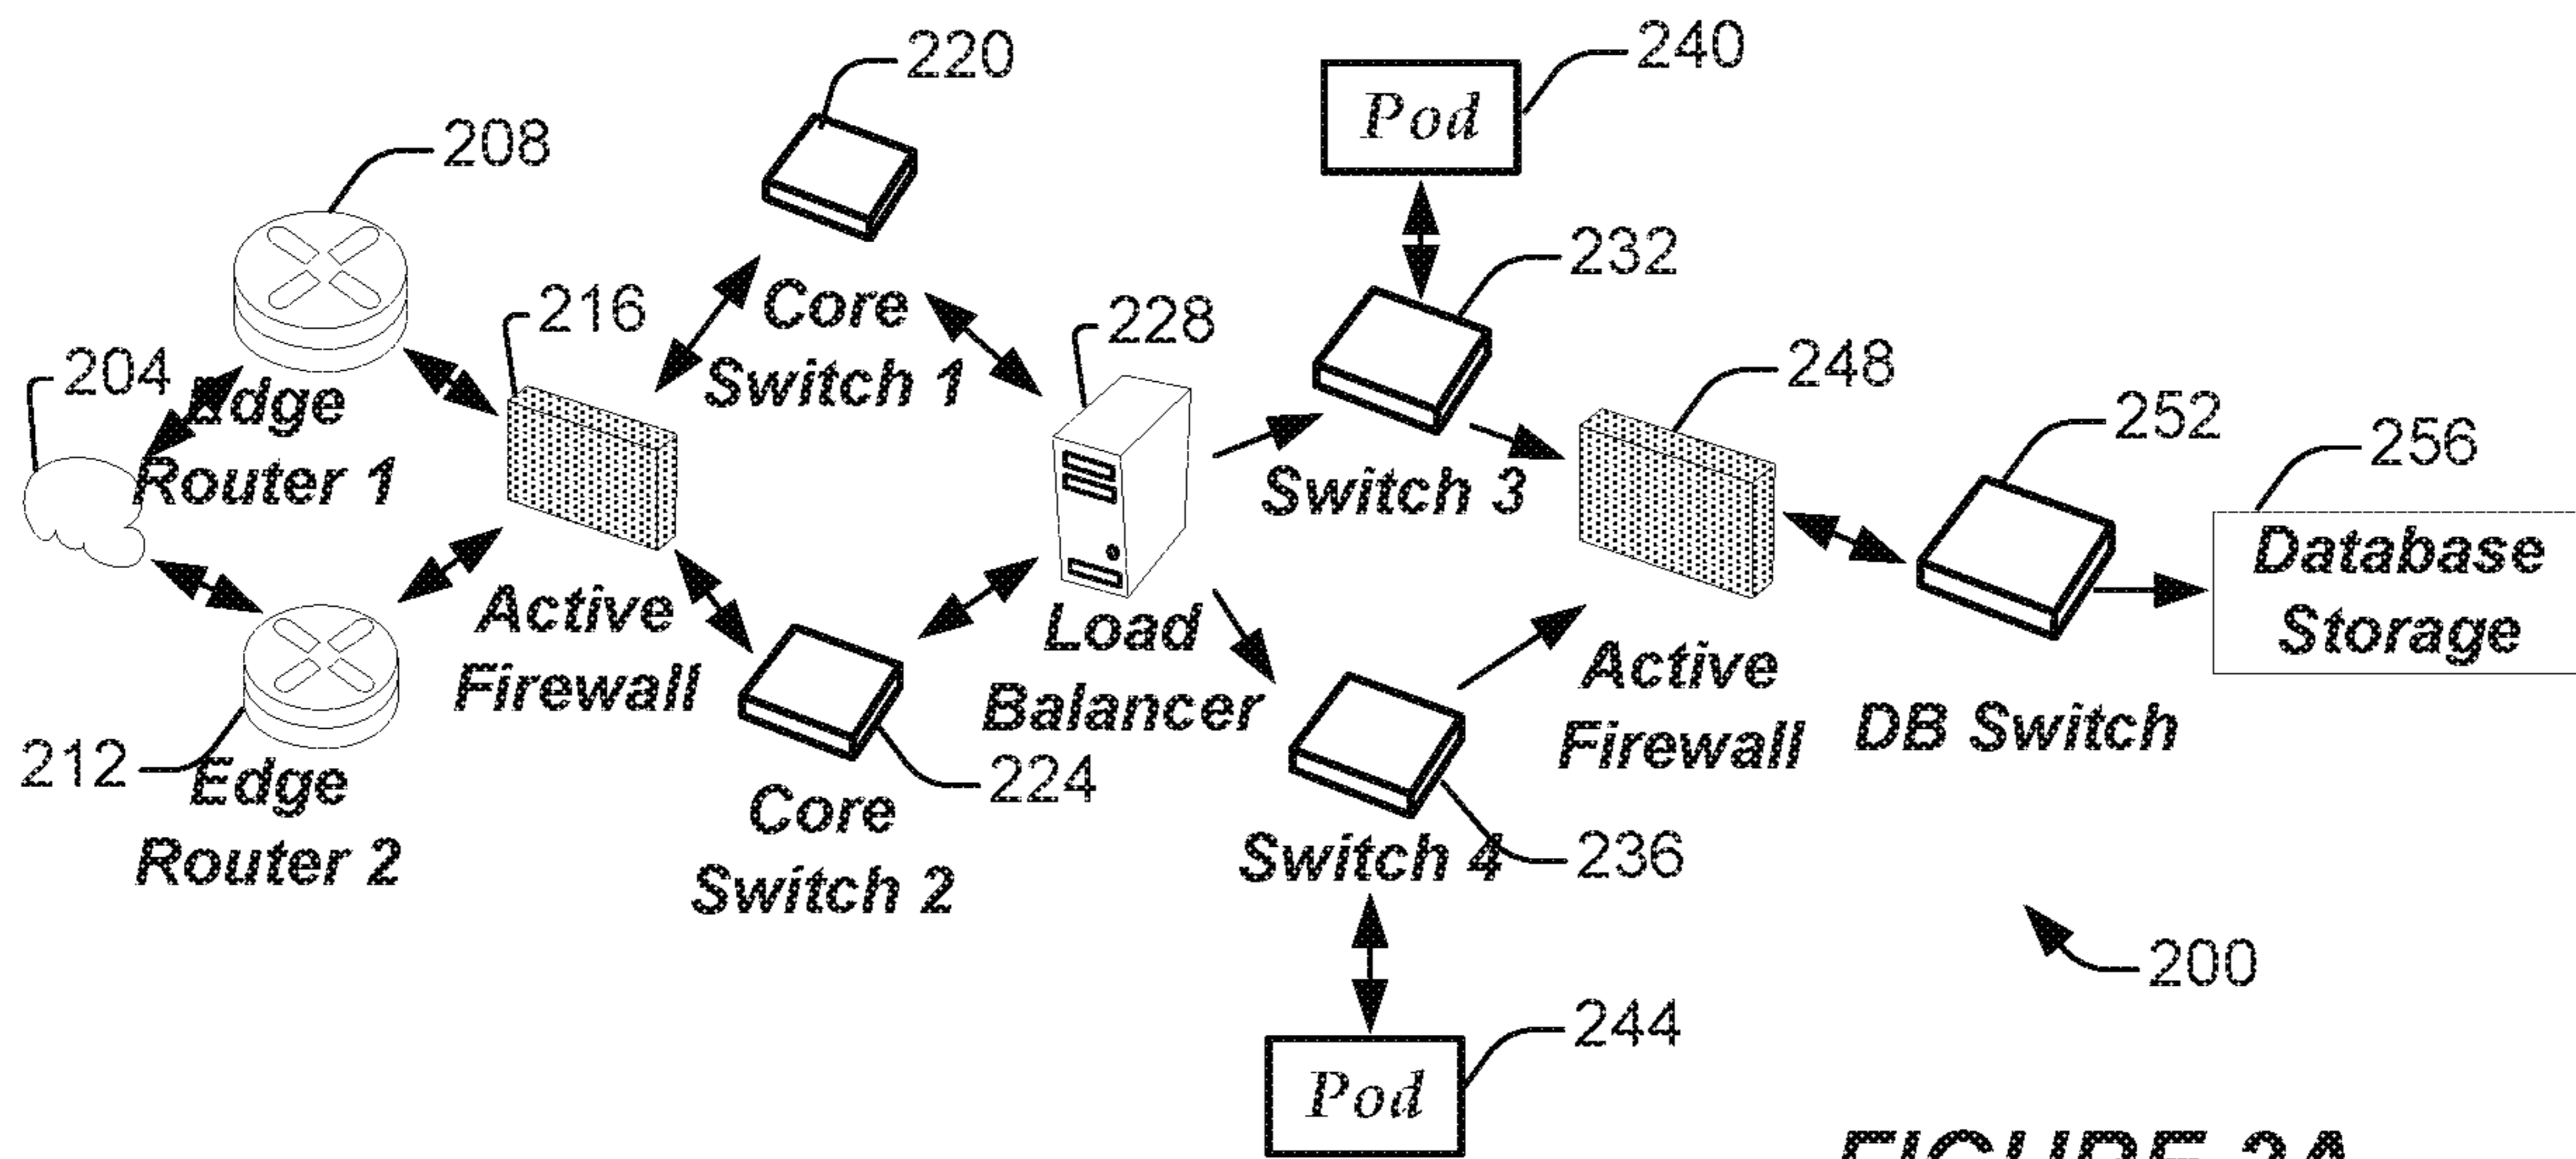 220
240
Pod
208
232
216
Core
Switch 1
228
248
204
Edge
Router 1
252
256
Switch 3
Database
Storage
Active
Firewall
Load
Balancer
Active
Firewall
DB Switch
212
Edge
Router 2
224
Core
Switch 2
Switch 4
236
200
244
Pod
FIGURE 2A